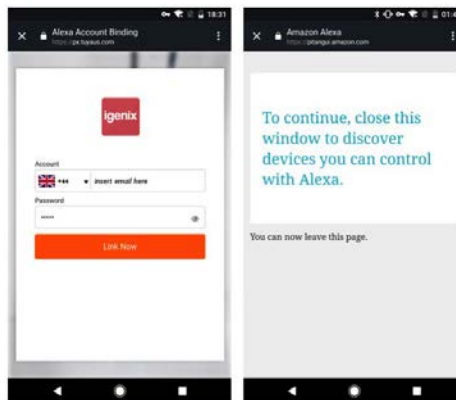 18:31
Alexa Account Binding
https://px.tuyaus.com
igenix
Account
+44
insert email here
Password
•••••
Link Now
01:4
Amazon Alexa
https://pitangui.amazon.com
To continue, close this
window to discover
devices you can control
with Alexa.
You can now leave this page.